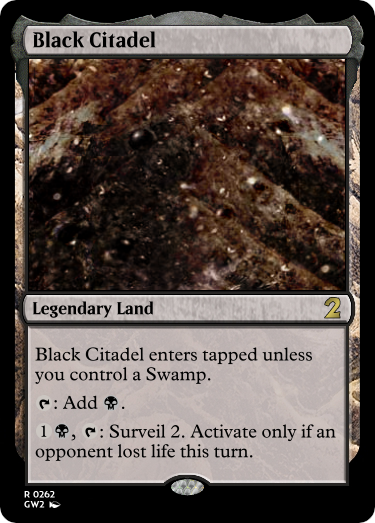 Black Citadel
Legendary Land
2
Black Citadel enters tapped unless
you control a Swamp.
: Add .
1 , : Surveil 2. Activate only if an
opponent lost life this turn.
R 0262
GW2